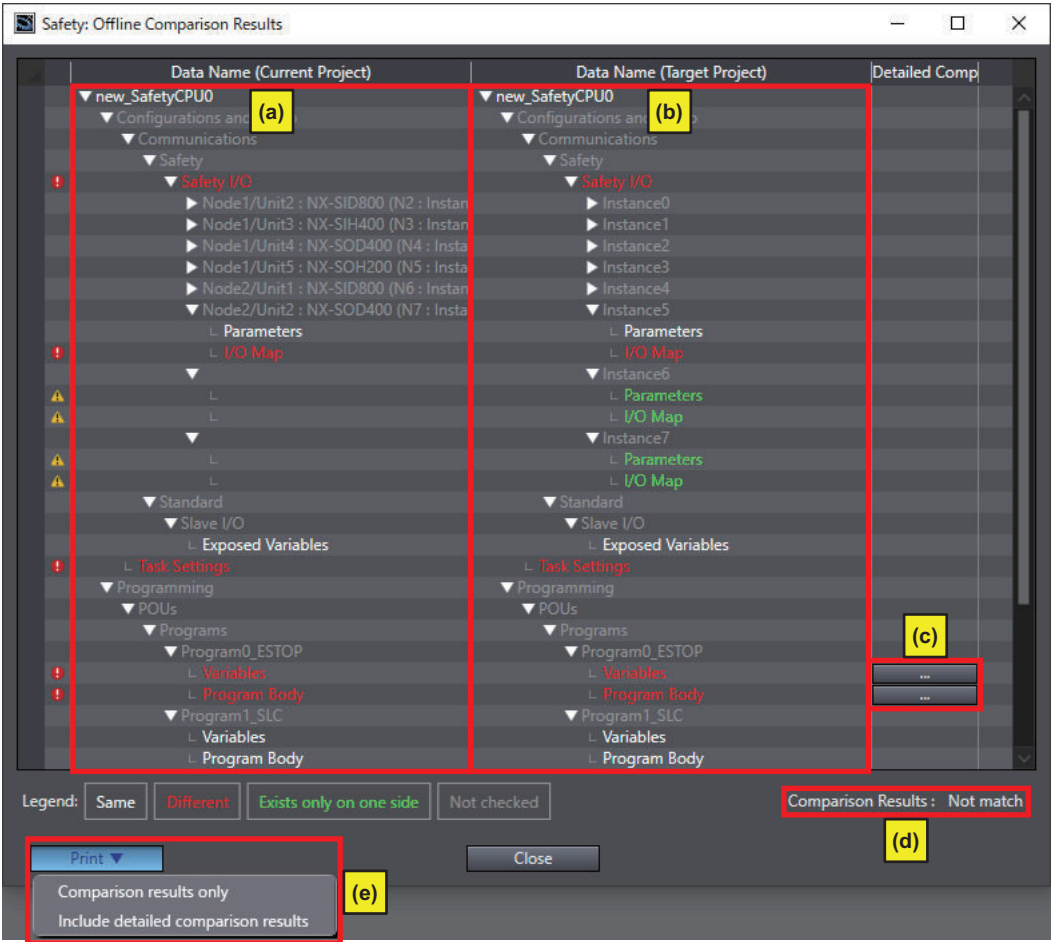 Safety: Offline Comparison Results
Data Name (Current Project) Data Name (Target Project) Detailed Comp
new_SafetyCPU0 (a) new_SafetyCPU0 (b)
Configurations and Configurations and
Communications Communications
Safety Safety
Safety I/O Safety I/O
Node1/Unit2 : NX-SID800 (N2 : Instan Instance0
Node1/Unit3 : NX-SIH400 (N3 : Instan Instance1
Node1/Unit4 : NX-SOD400 (N4 : Insta Instance2
Node1/Unit5 : NX-SOH200 (N5 : Insta Instance3
Node2/Unit1 : NX-SID800 (N6 : Instan Instance4
Node2/Unit2 : NX-SOD400 (N7 : Insta Instance5
Parameters Parameters
I/O Map I/O Map
Instance6
Parameters
I/O Map
Instance7
Parameters
I/O Map
Standard Standard
Slave I/O Slave I/O
Exposed Variables Exposed Variables
Task Settings Task Settings
Programming Programming
POUs POUs
Programs Programs (c)
Program0_ESTOP Program0_ESTOP
Variables Variables ...
Program Body Program Body ...
Program1_SLC Program1_SLC
Variables Variables
Program Body Program Body
Legend: Same Different Exists only on one side Not checked Comparison Results : Not match
(d)
Print ▼ Close
Comparison results only (e)
Include detailed comparison results